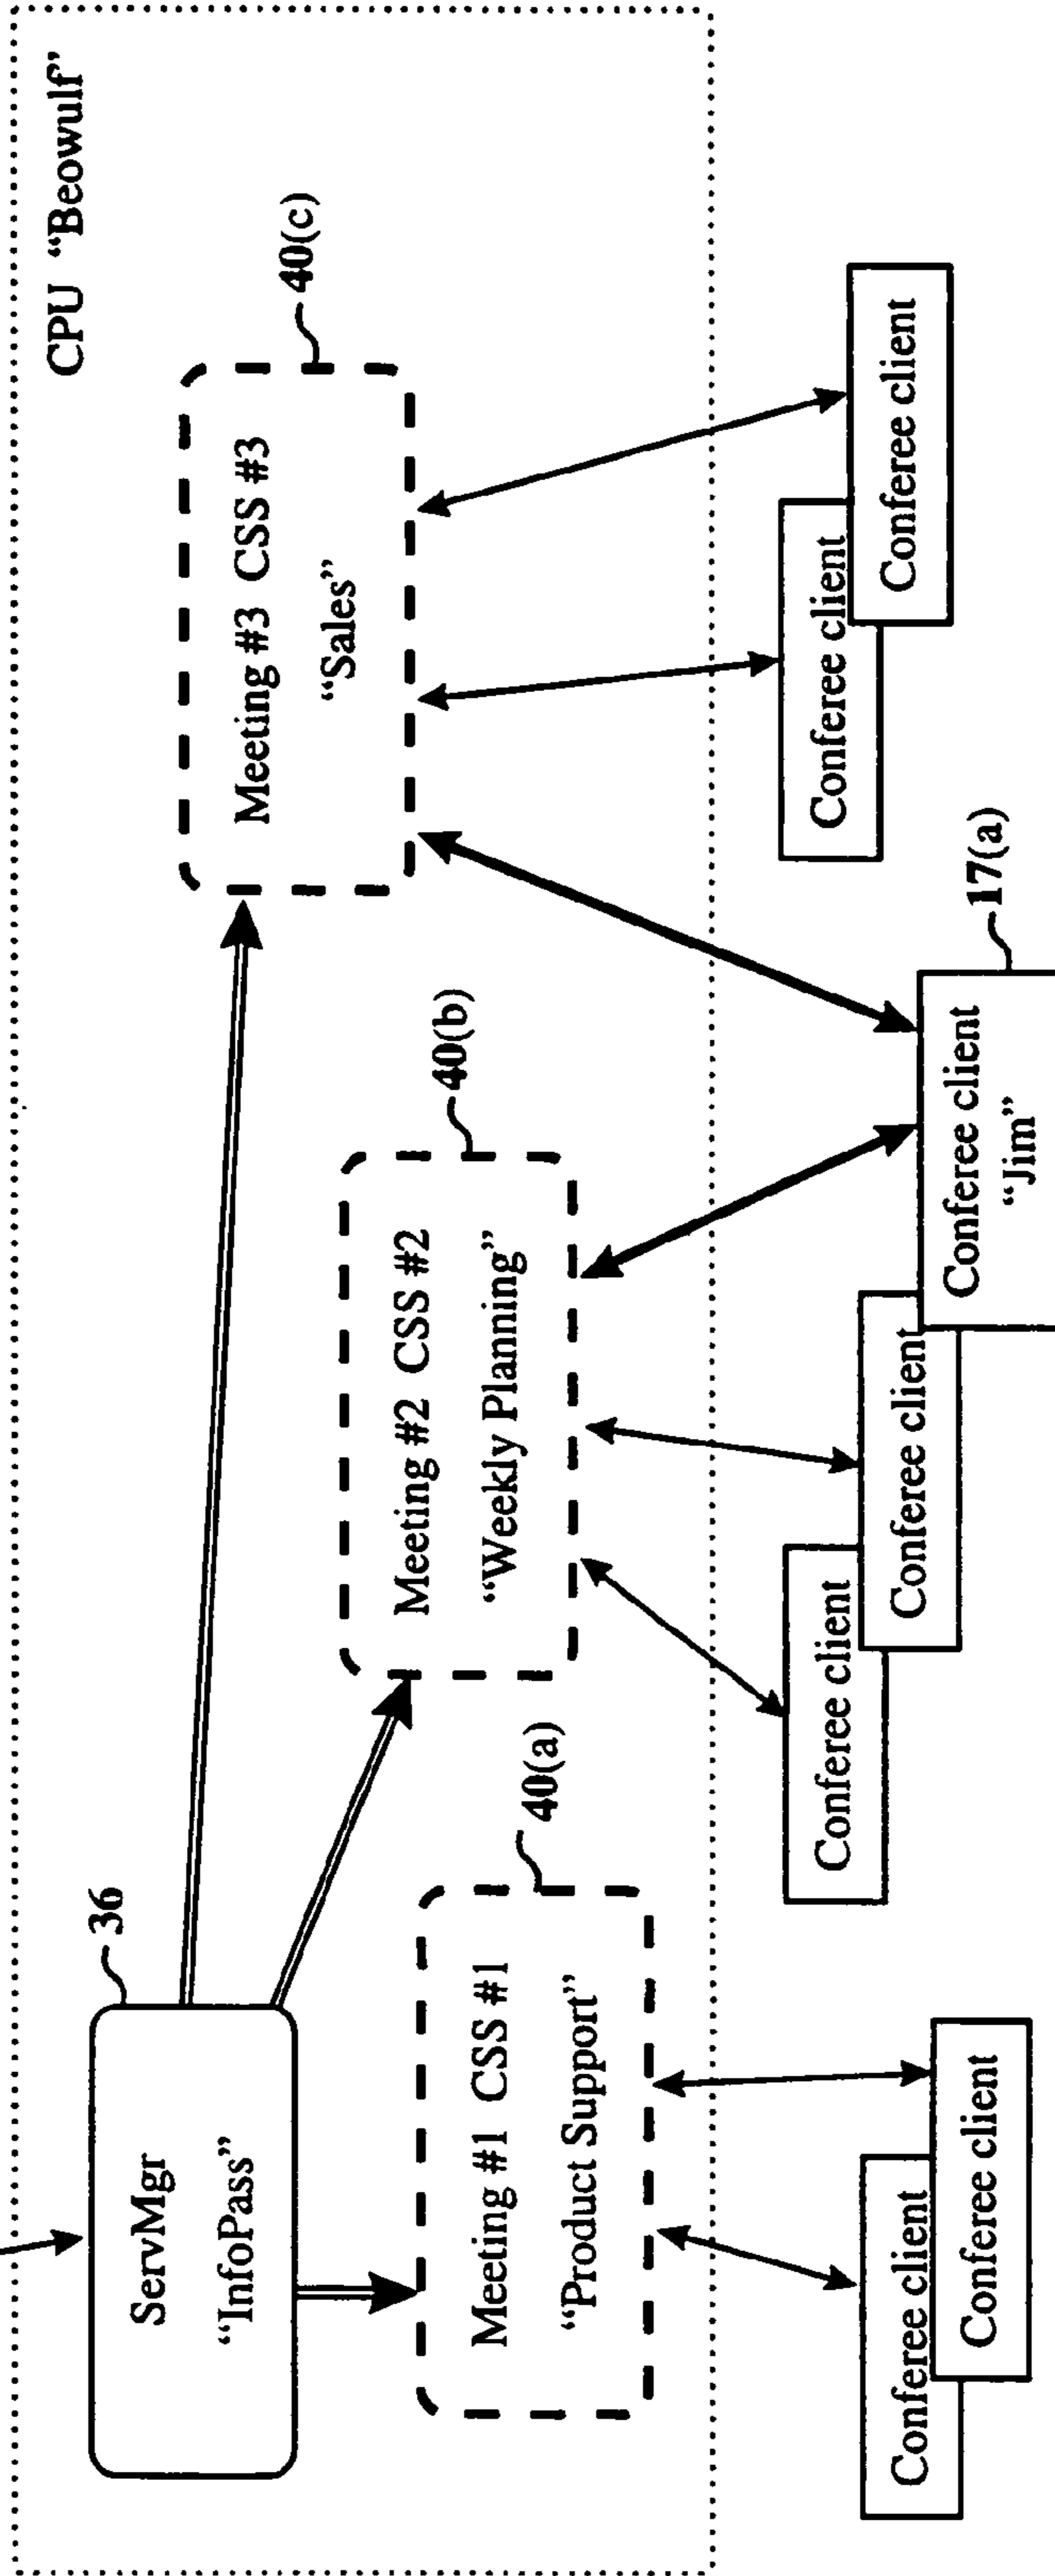 CPU “Beowulf”
ServMgr
“InfoPass”
36
Meeting #1 CSS #1
“Product Support”
40(a)
Meeting #2 CSS #2
“Weekly Planning”
40(b)
Meeting #3 CSS #3
“Sales”
40(c)
Conferee client
Conferee client
Conferee client
Conferee client
Conferee client
“Jim”
17(a)
Conferee client
Conferee client